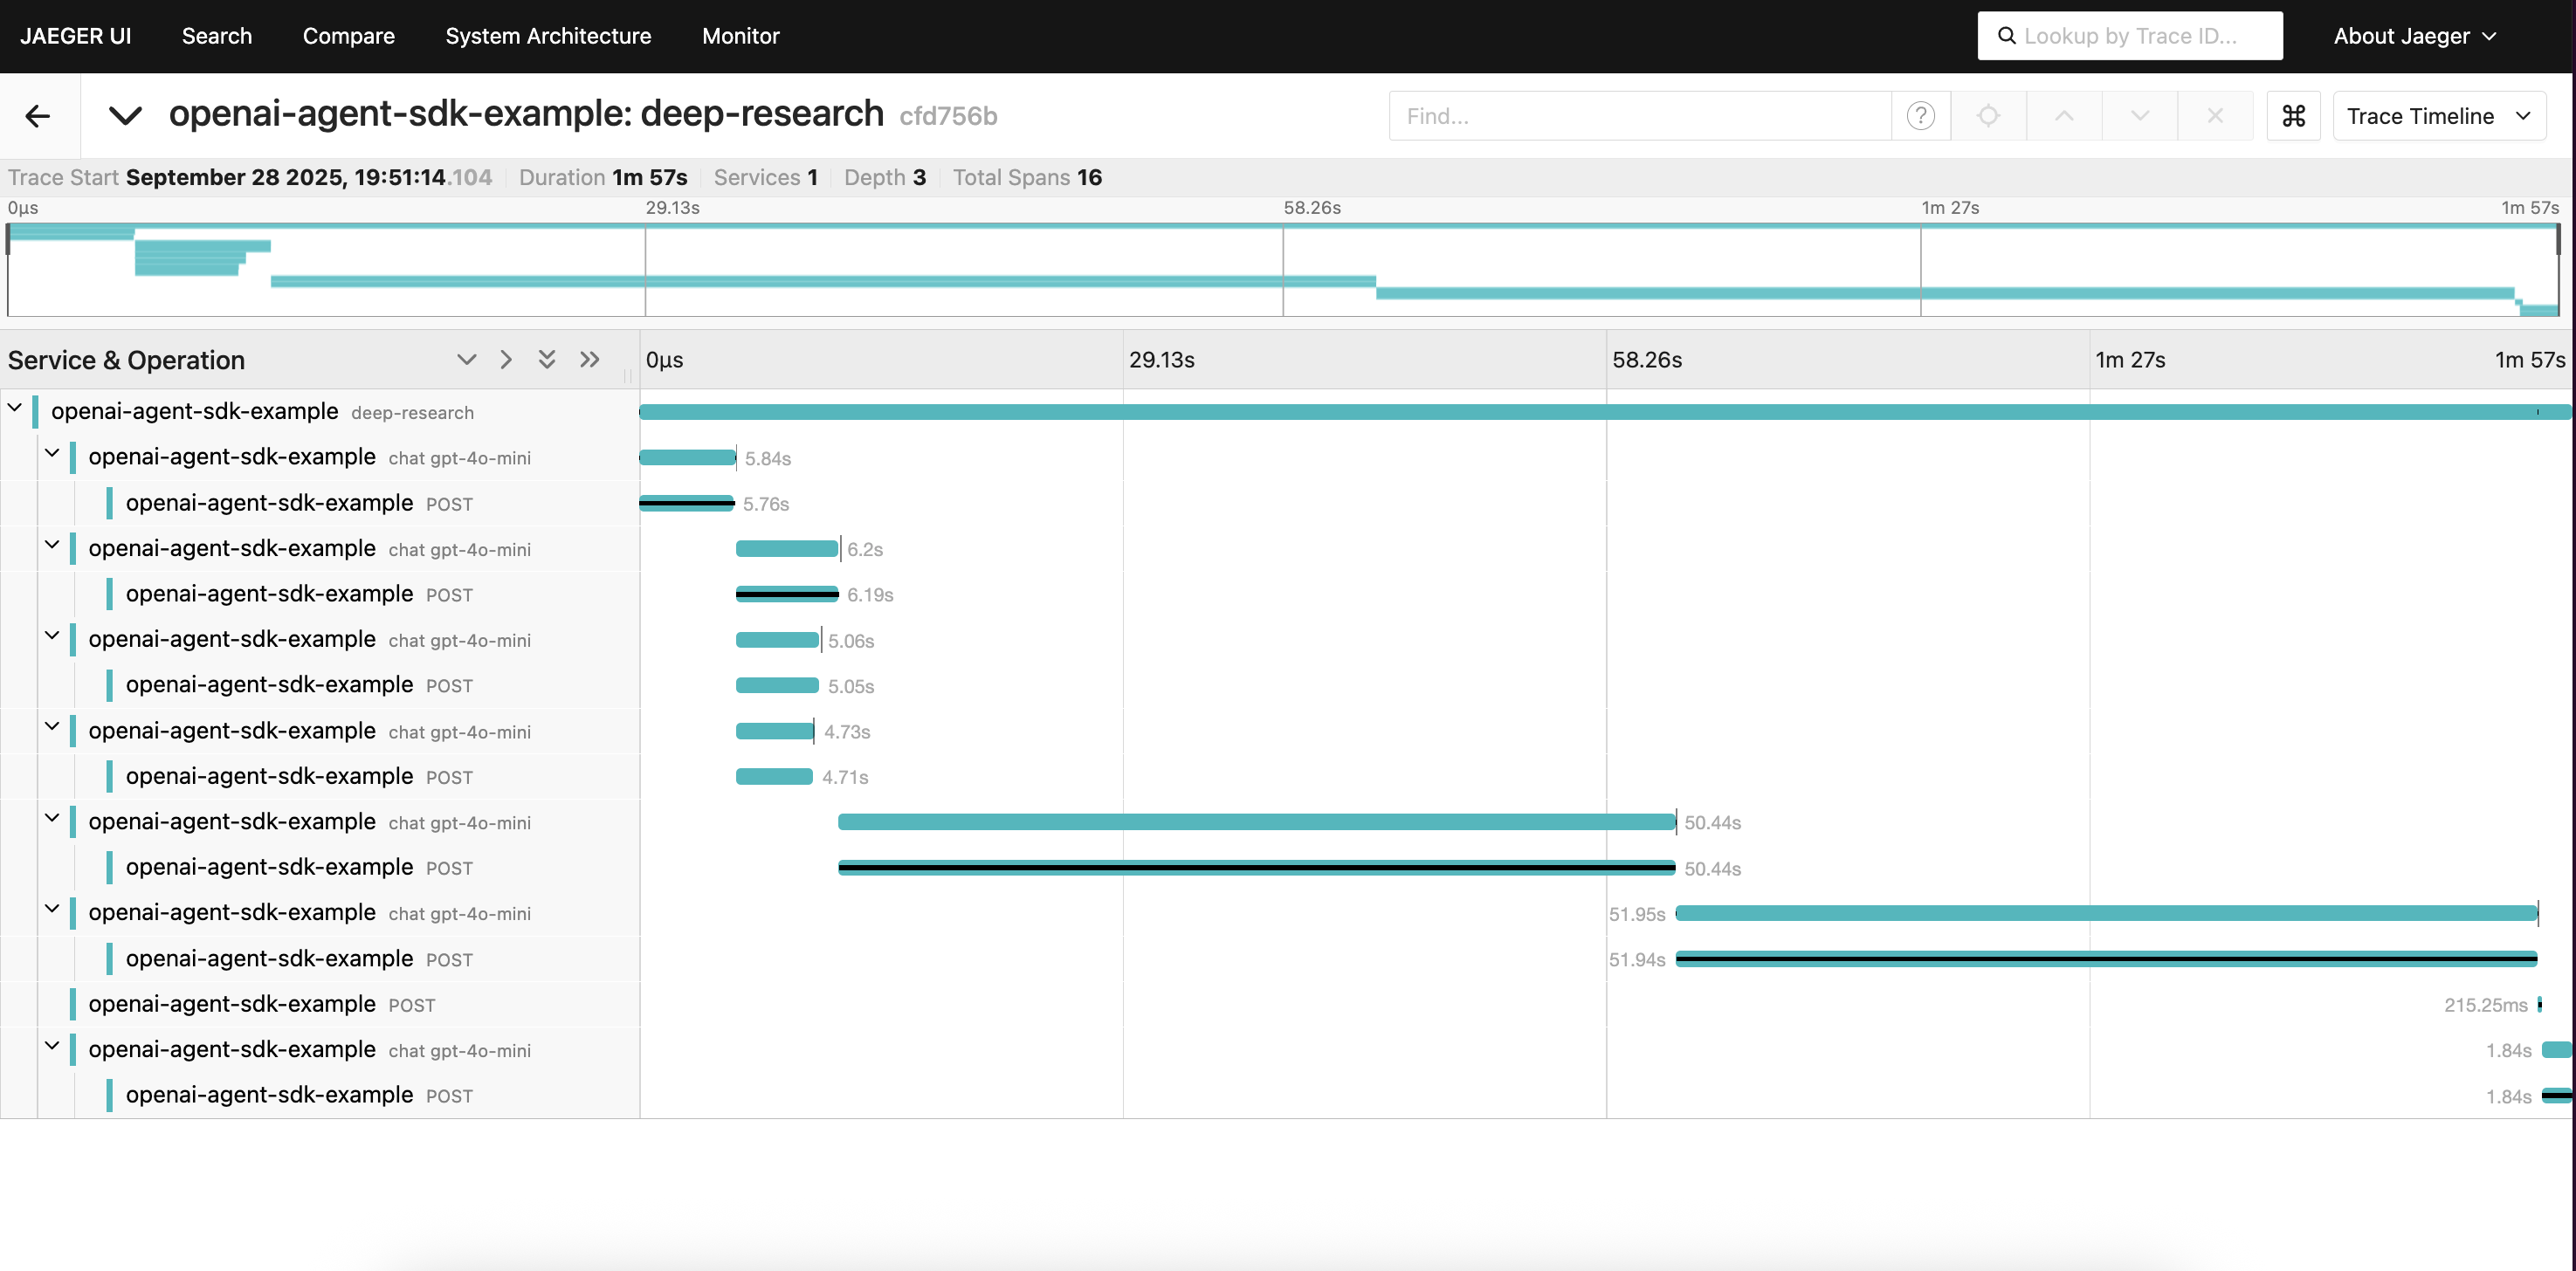 JAEGER UI Search Compare System Architecture Monitor Lookup by Trace ID... About Jaeger
openai-agent-sdk-example: deep-research cfd756b Find... ? Trace Timeline
Trace Start September 28 2025, 19:51:14.104 Duration 1m 57s Services 1 Depth 3 Total Spans 16
0μs 29.13s 58.26s 1m 27s 1m 57s
Service & Operation 0μs 29.13s 58.26s 1m 27s 1m 57s
openai-agent-sdk-example deep-research
openai-agent-sdk-example chat gpt-4o-mini 5.84s
openai-agent-sdk-example POST 5.76s
openai-agent-sdk-example chat gpt-4o-mini 6.2s
openai-agent-sdk-example POST 6.19s
openai-agent-sdk-example chat gpt-4o-mini 5.06s
openai-agent-sdk-example POST 5.05s
openai-agent-sdk-example chat gpt-4o-mini 4.73s
openai-agent-sdk-example POST 4.71s
openai-agent-sdk-example chat gpt-4o-mini 50.44s
openai-agent-sdk-example POST 50.44s
openai-agent-sdk-example chat gpt-4o-mini 51.95s
openai-agent-sdk-example POST 51.94s
openai-agent-sdk-example POST 215.25ms
openai-agent-sdk-example chat gpt-4o-mini 1.84s
openai-agent-sdk-example POST 1.84s